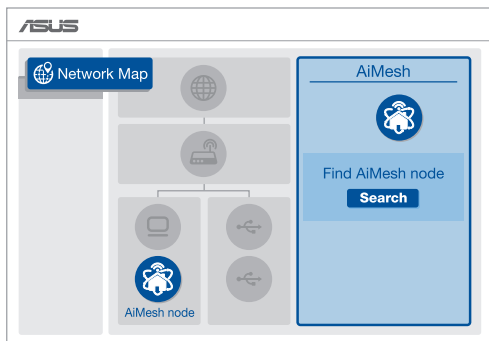 ASUS
Network Map
AiMesh
Find AiMesh node
Search
AiMesh node